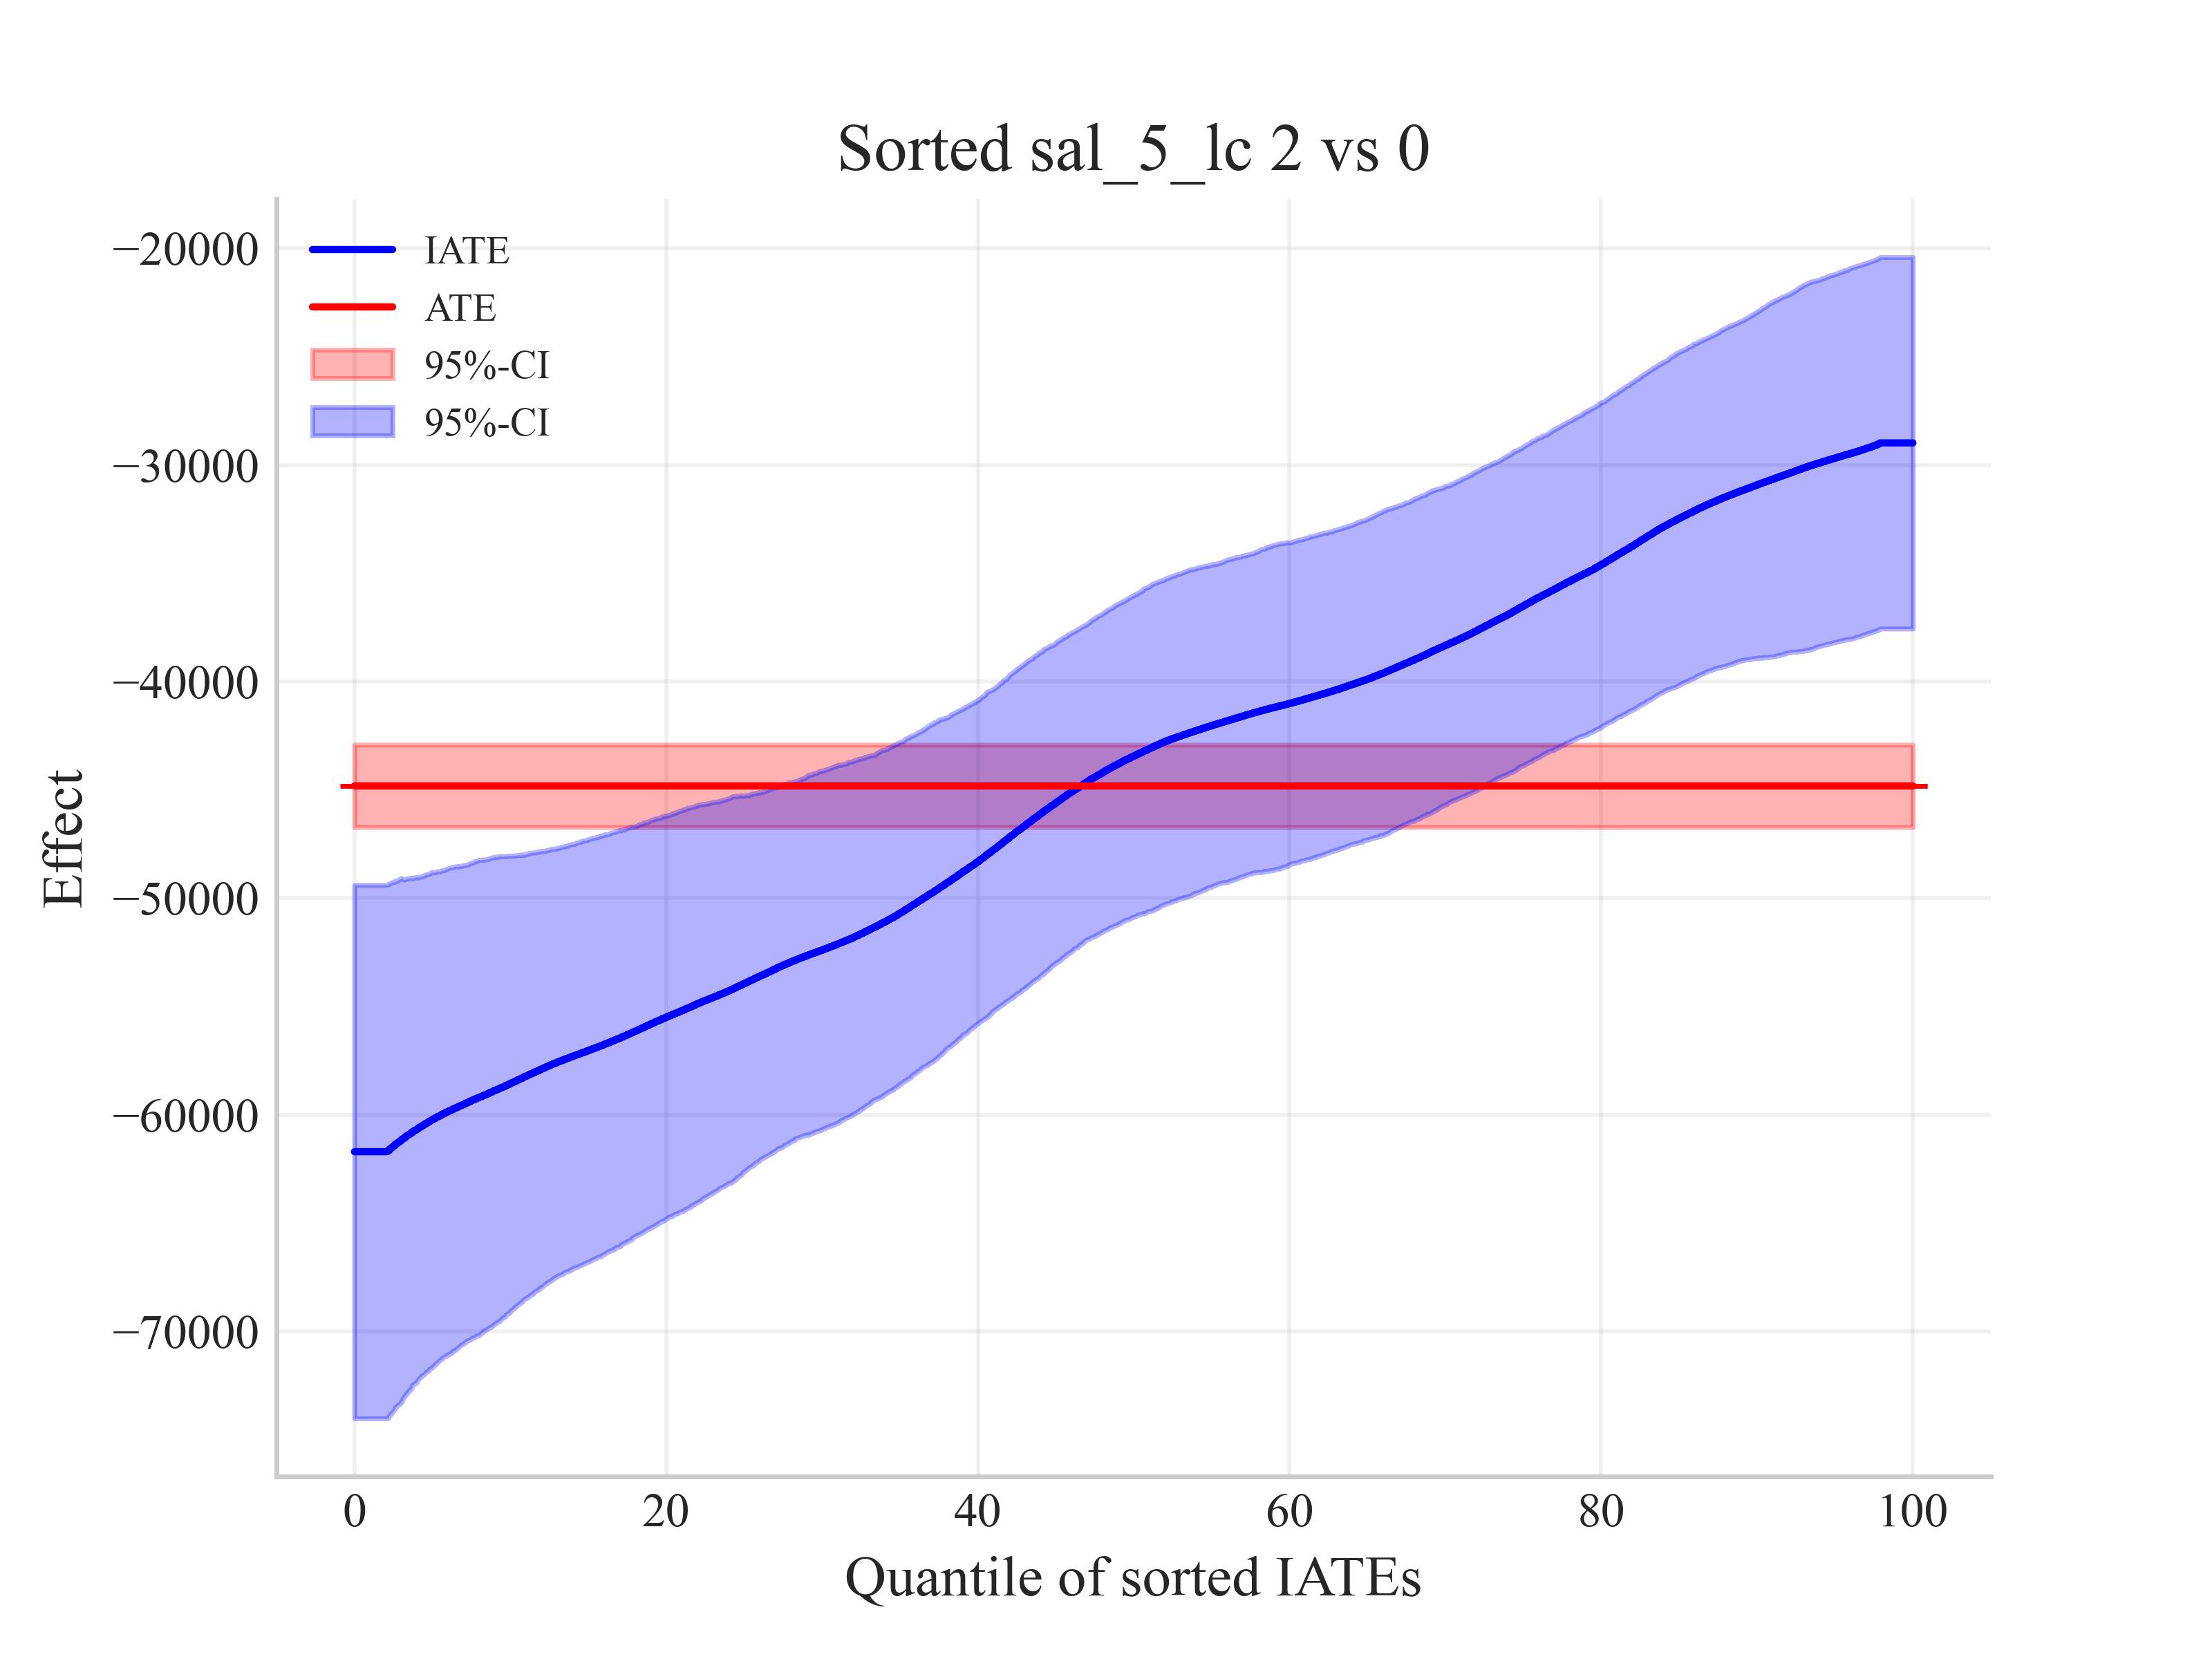 Sorted sal_5_lc 2 vs 0
IATE
ATE
95%-CI
95%-CI
Effect
−20000
−30000
−40000
−50000
−60000
−70000
0 20 40 60 80 100
Quantile of sorted IATEs